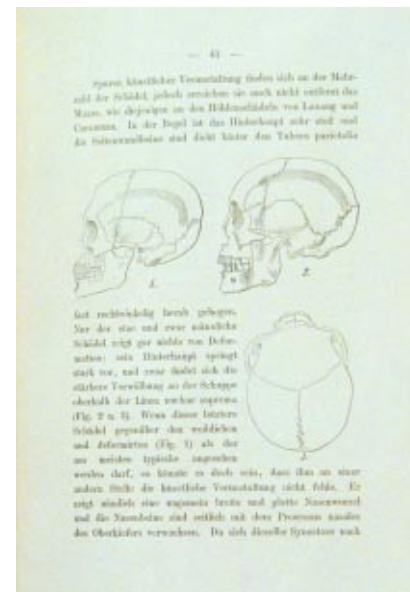 — 41 —
Spuren künstlicher Verunstaltung finden sich an der Mehr-
zahl der Schädel, jedoch erreichen sie auch nicht entfernt das
Maass, wie diejenigen an den Höhlenschädeln von Lanang und
Caramuan. In der Regel ist das Hinterhaupt sehr steil und
die Seitenwandbeine sind dicht hinter den Tubera parietalia
1.
2.
fast rechtwinkelig herab gebogen.
Nur der eine und zwar männliche
Schädel zeigt gar nichts von Defor-
mation: sein Hinterhaupt springt
stark vor, und zwar findet sich die
stärkere Vorwölbung an der Schuppe
oberhalb der Linea nuchae suprema
(Fig. 2 u. 3). Wenn dieser letztere
Schädel gegenüber den weiblichen
und deformirten (Fig. 1) als der
am meisten typische angesehen
werden darf, so könnte es doch sein, dass ihm an einer
andern Stelle die künstliche Verunstaltung nicht fehle. Er
zeigt nämlich eine ungemein breite und platte Nasenwurzel
und die Nasenbeine sind seitlich mit dem Processus nasales
des Oberkiefers verwachsen. Da sich dieselbe Synostose auch